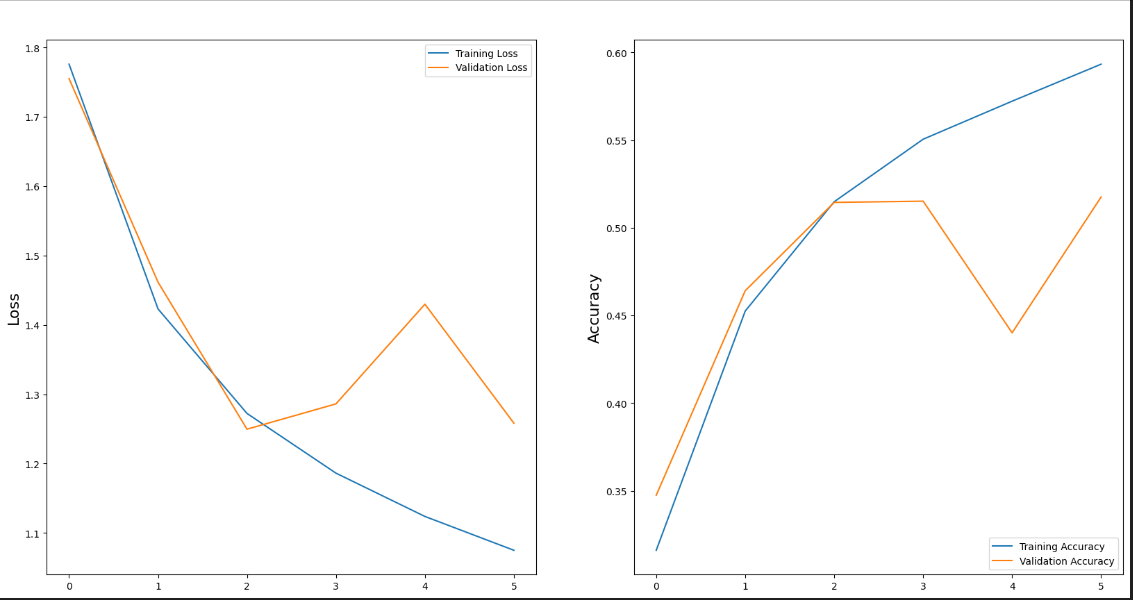 1.8
1.7
1.6
1.5
1.4
1.3
1.2
1.1
Loss
Training Loss
Validation Loss
0 1 2 3 4 5
0.60
0.55
0.50
0.45
0.40
0.35
Accuracy
Training Accuracy
Validation Accuracy
0 1 2 3 4 5